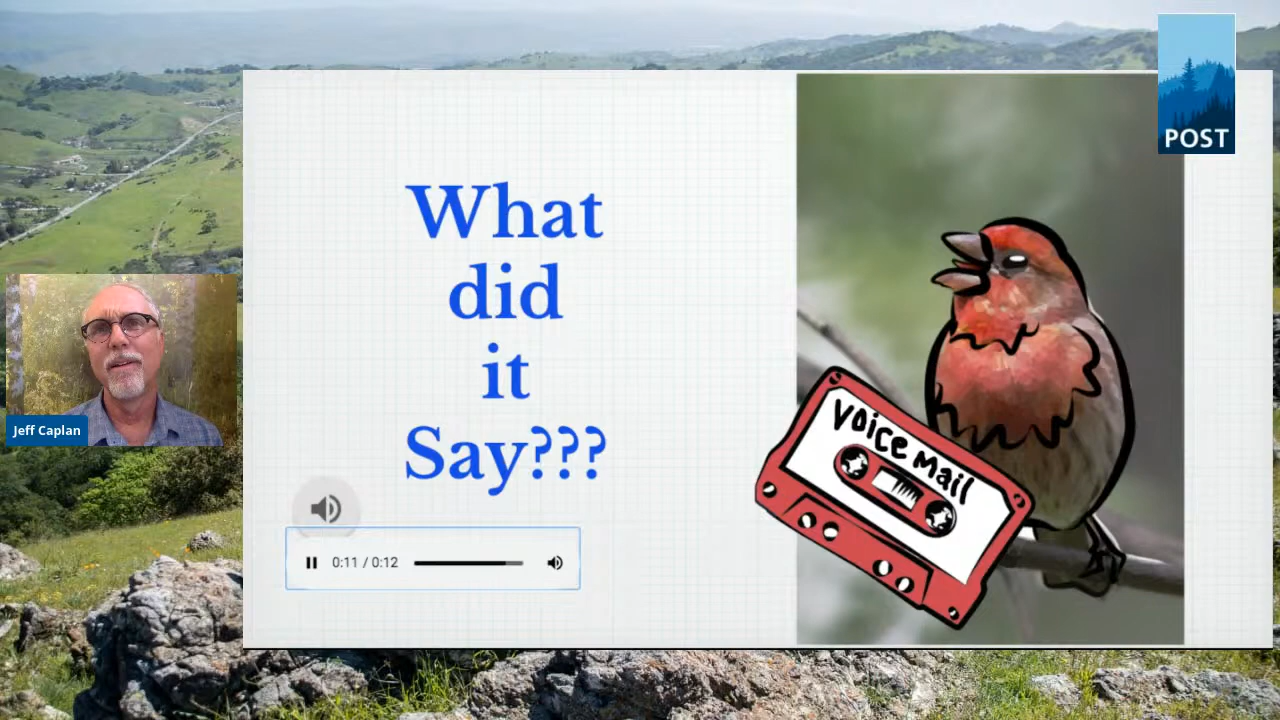 POST
What
did
it
Say???
Jeff Caplan
voice mail
0:11 / 0:12